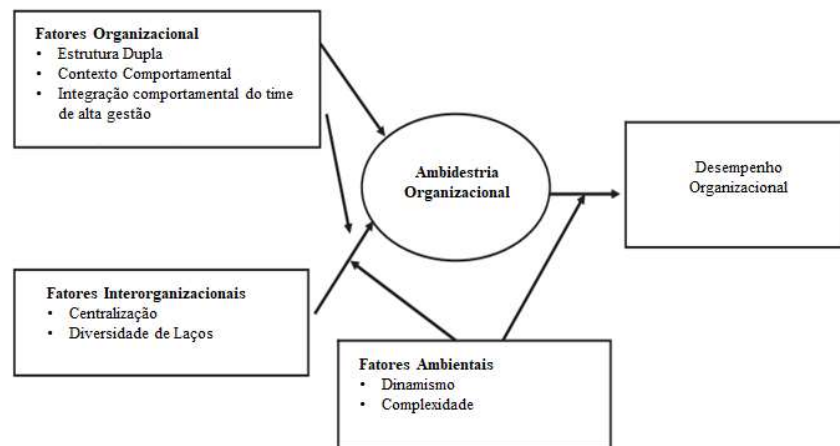 Fatores Organizacional
• Estrutura Dupla
• Contexto Comportamental
• Integração comportamental do time
de alta gestão
Ambidestria
Organizacional
Desempenho
Organizacional
Fatores Interorganizacionais
• Centralização
• Diversidade de Laços
Fatores Ambientais
• Dinamismo
• Complexidade